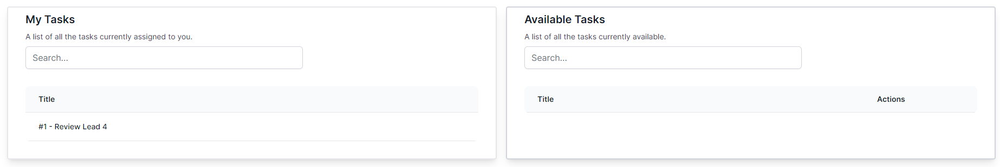 My Tasks
A list of all the tasks currently assigned to you.
Search...
Title
#1 - Review Lead 4
Available Tasks
A list of all the tasks currently available.
Search...
Title Actions